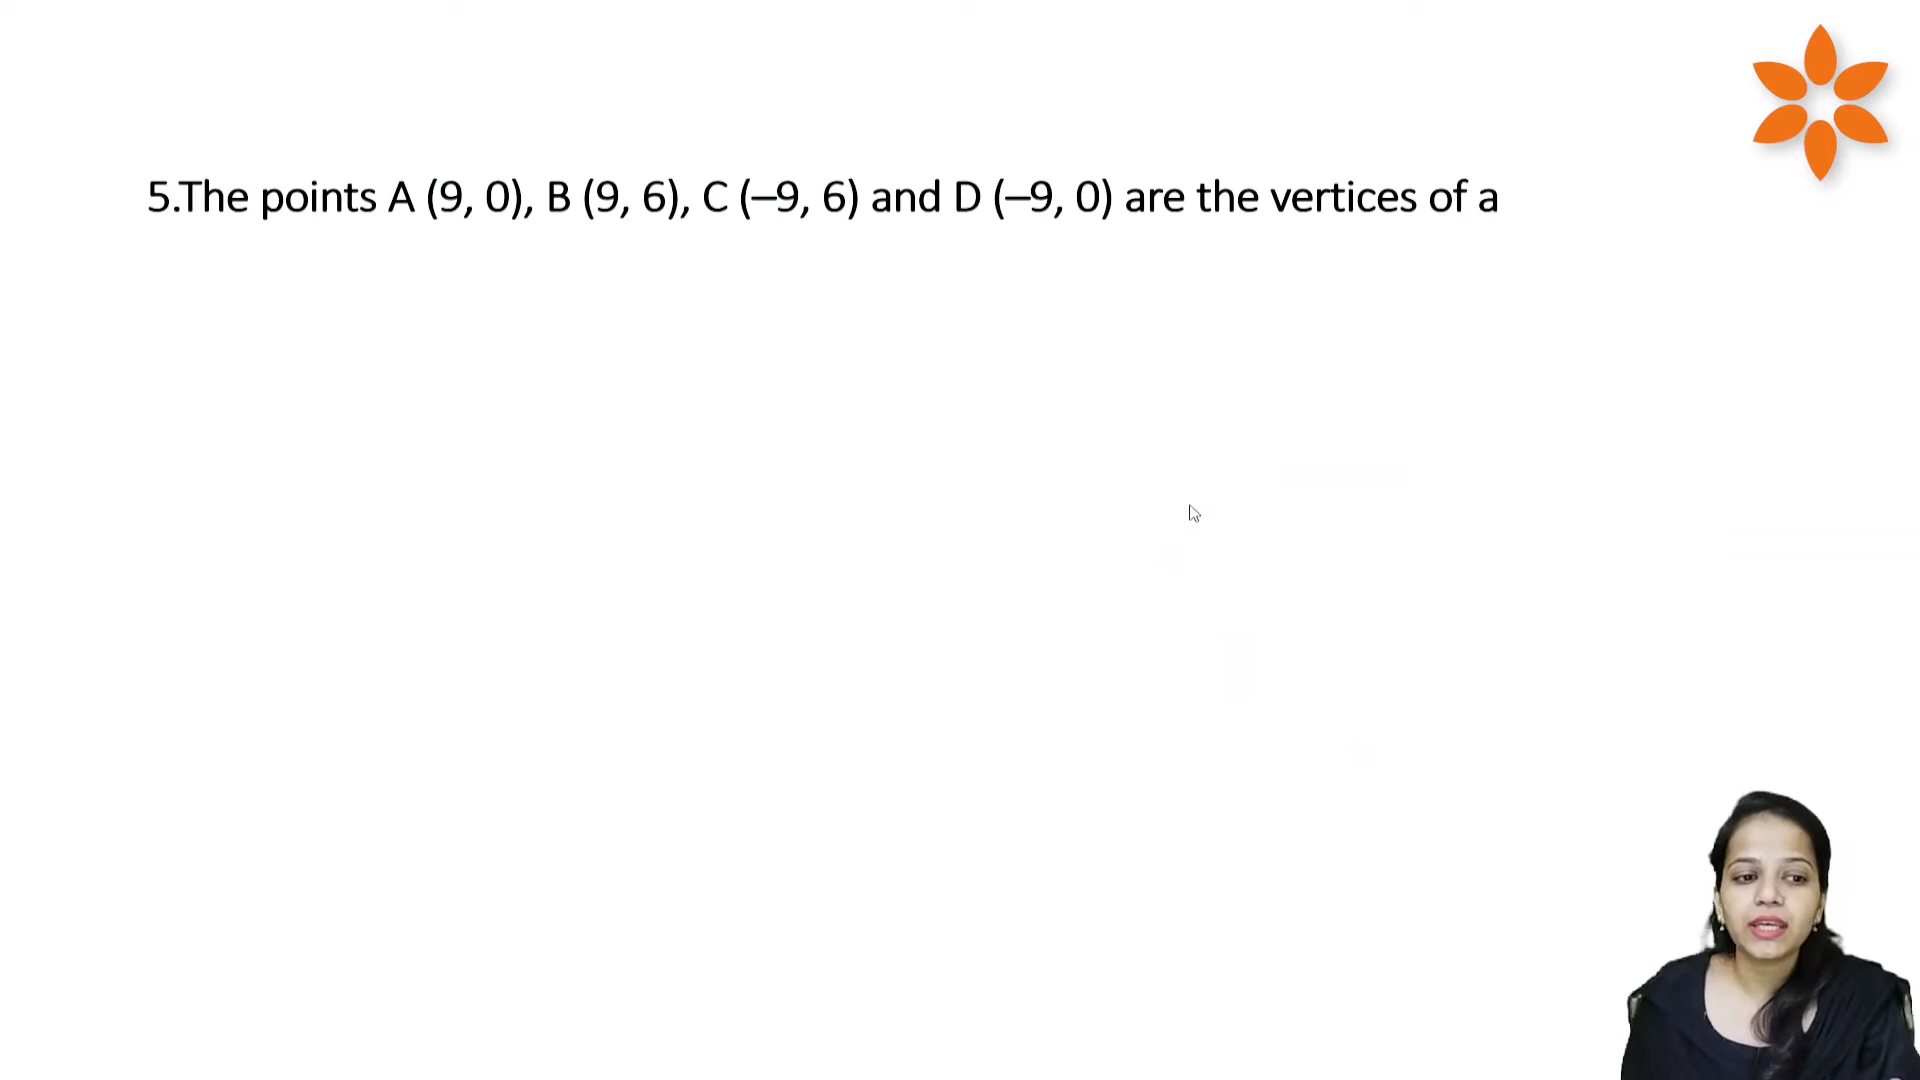 5.The points A (9, 0), B (9, 6), C (–9, 6) and D (–9, 0) are the vertices of a